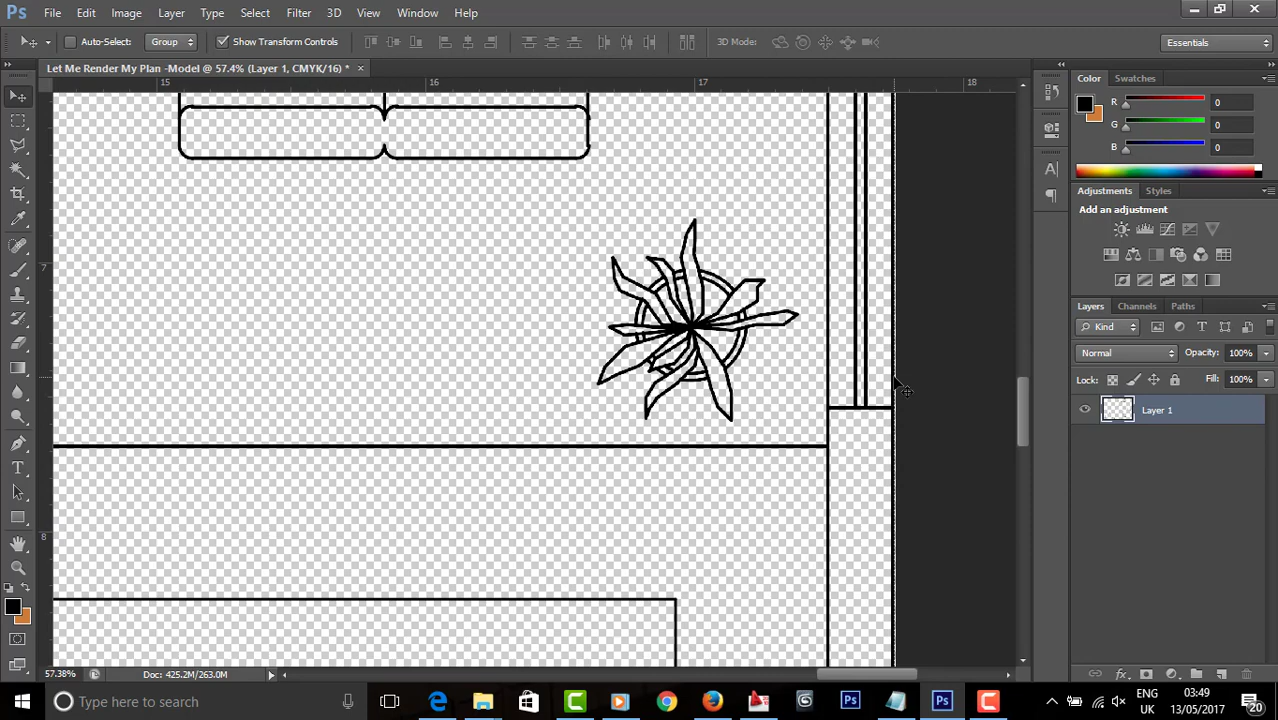 Ps File Edit Image Layer Type Select Filter 3D View Window Help
Auto-Select: Group Show Transform Controls 3D Mode: Essentials
Let Me Render My Plan -Model @ 57.4% (Layer 1, CMYK/16) *
15 16 17 18
7
8
Color Swatches
R 0
G 0
B 0
Adjustments Styles
Add an adjustment
Layers Channels Paths
Kind
Normal Opacity: 100%
Lock: Fill: 100%
Layer 1
57.38% Doc: 425.2M/263.0M
Type here to search
Ps Ps
ENG
UK
03:49
13/05/2017
20